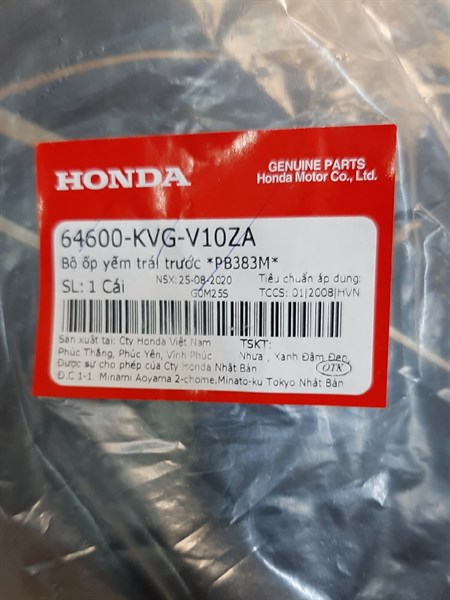 HONDA
GENUINE PARTS
Honda Motor Co., Ltd.
64600-KVG-V10ZA
Bộ ốp yếm trái trước *PB383M*
SL: 1 Cái
NSX: 25-08-2020
G0M25S
Tiêu chuẩn áp dụng:
TCCS: 01|2008|HVN
Sản xuất tại: Cty Honda Việt Nam
Phúc Thắng, Phúc Yên, Vĩnh Phúc
Được sự cho phép của Cty Honda Nhật Bản
Đ.C 1-1. Minami Aoyama 2-chome.Minato-ku Tokyo Nhật Bản
TSKT:
Nhựa , Xanh Đậm Đen,
OTK